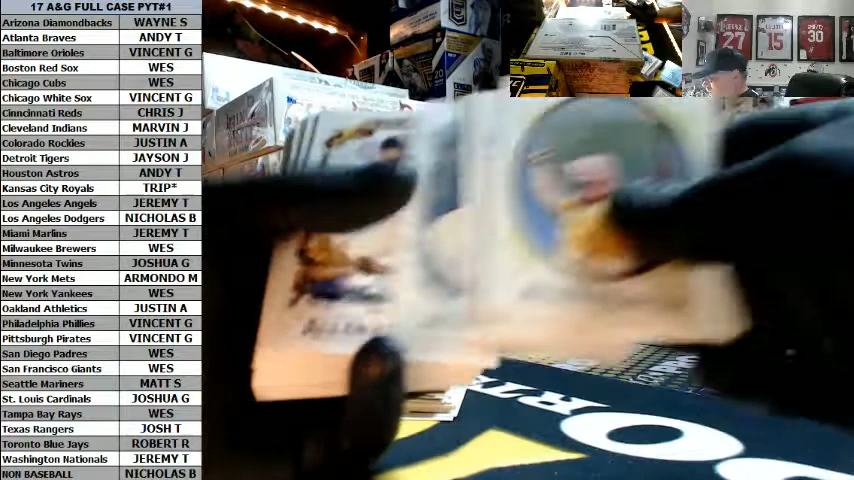 17 A&G FULL CASE PYT#1
Arizona Diamondbacks WAYNE S
Atlanta Braves ANDY T
Baltimore Orioles VINCENT G
Boston Red Sox WES
Chicago Cubs WES
Chicago White Sox VINCENT G
Cinncinnati Reds CHRIS J
Cleveland Indians MARVIN J
Colorado Rockies JUSTIN A
Detroit Tigers JAYSON J
Houston Astros ANDY T
Kansas City Royals TRIP*
Los Angeles Angels JEREMY T
Los Angeles Dodgers NICHOLAS B
Miami Marlins JEREMY T
Milwaukee Brewers WES
Minnesota Twins JOSHUA G
New York Mets ARMONDO M
New York Yankees WES
Oakland Athletics JUSTIN A
Philadelphia Phillies VINCENT G
Pittsburgh Pirates VINCENT G
San Diego Padres WES
San Francisco Giants WES
Seattle Mariners MATT S
St. Louis Cardinals JOSHUA G
Tampa Bay Rays WES
Texas Rangers JOSH T
Toronto Blue Jays ROBERT R
Washington Nationals JEREMY T
NON BASEBALL NICHOLAS B
27
15
30